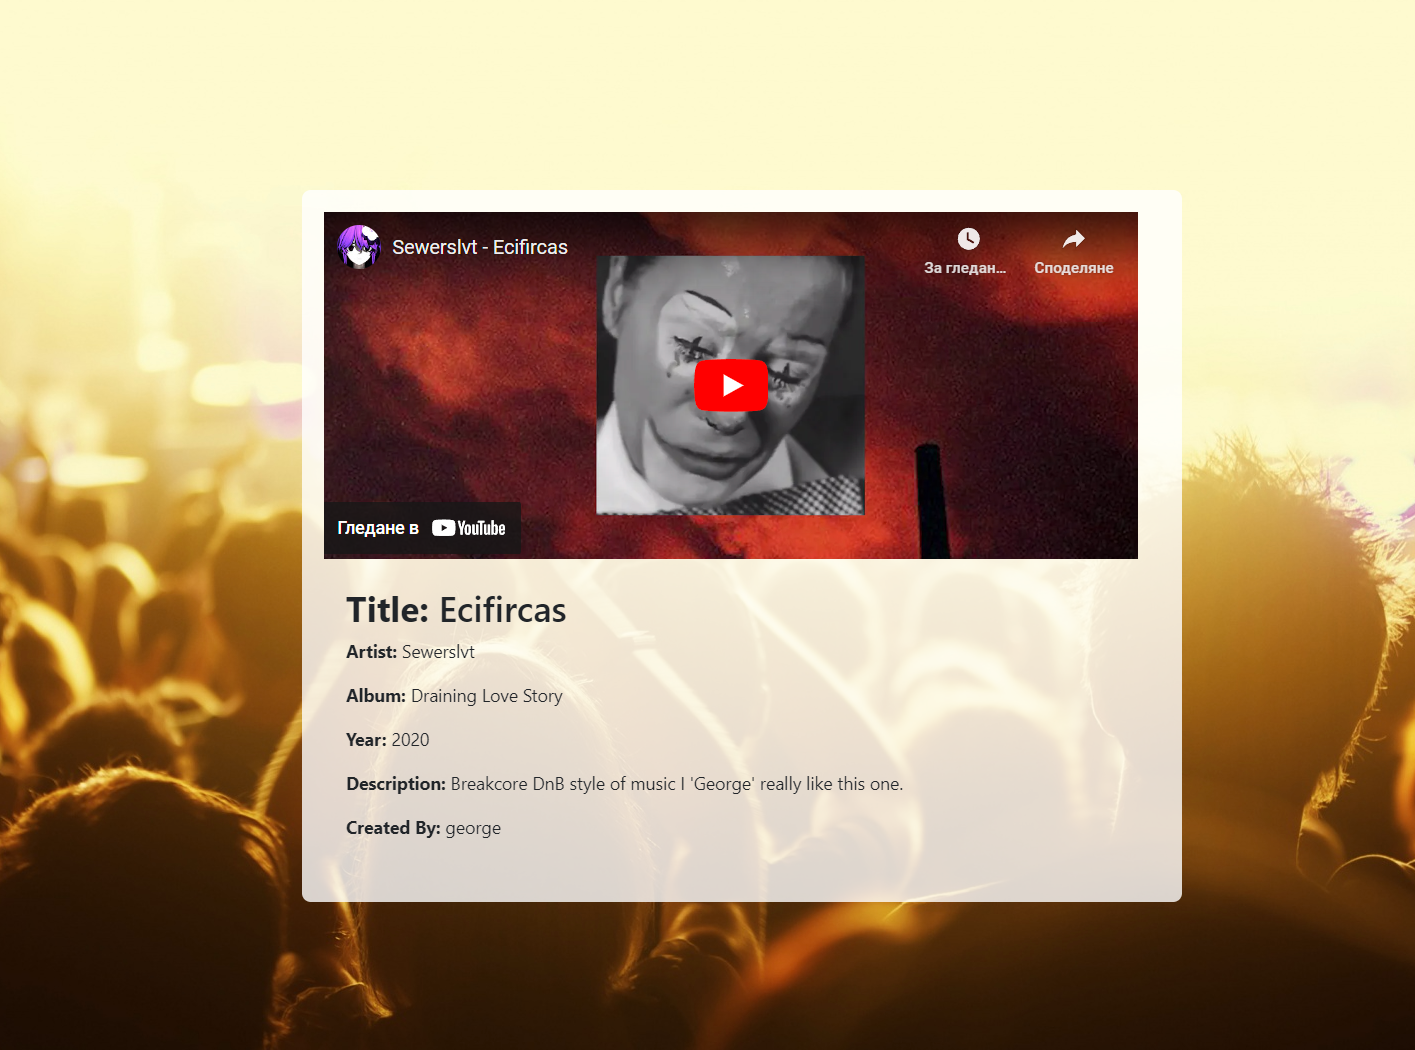 Sewerslvt - Ecifircas
За гледан...
Споделяне
Гледане в YouTube
Title: Ecifircas
Artist: Sewerslvt
Album: Draining Love Story
Year: 2020
Description: Breakcore DnB style of music I 'George' really like this one.
Created By: george